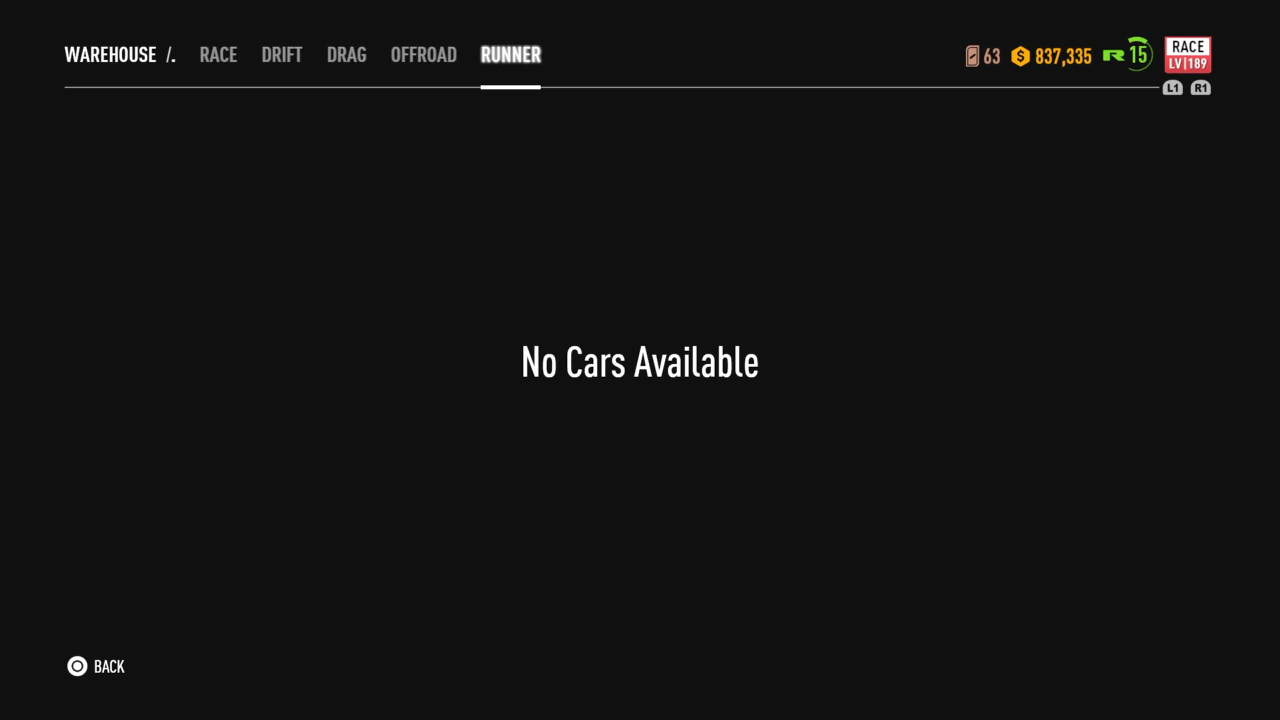 WAREHOUSE /. RACE DRIFT DRAG OFFROAD RUNNER 63 $ 837,335 R 15 RACE
LV|189
L1 R1
No Cars Available
BACK